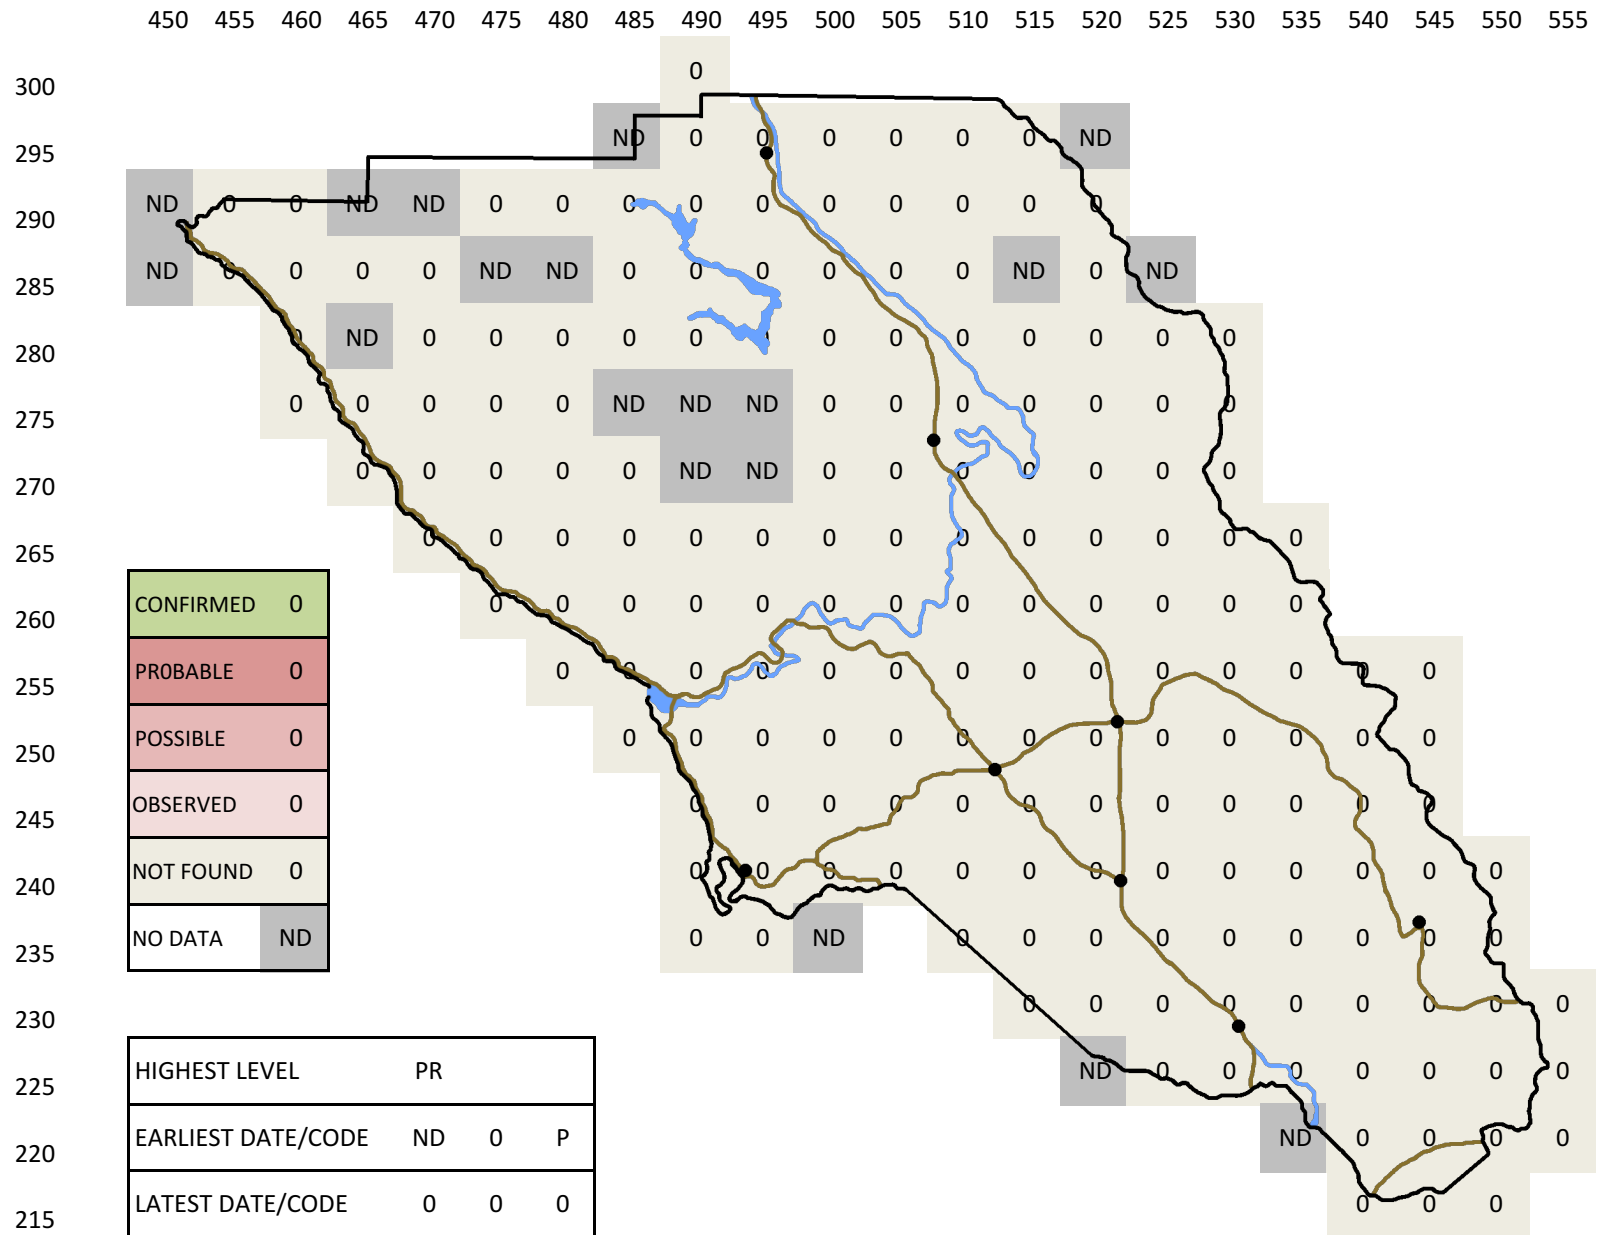 450 455 460 465 470 475 480 485 490 495 500 505 510 515 520 525 530 535 540 545 550 555
300 0
295 ND 0 0 0 0 0 0 ND
290 ND 0 0 ND ND 0 0 0 0 0 0 0 0 0 0
285 ND 0 0 0 0 ND ND 0 0 0 0 0 0 ND 0 ND
280 0 ND 0 0 0 0 0 0 0 0 0 0 0 0 0
275 0 0 0 0 0 ND ND ND 0 0 0 0 0 0 0
270 0 0 0 0 0 ND ND 0 0 0 0 0 0 0
265 0 0 0 0 0 0 0 0 0 0 0 0 0 0
260 CONFIRMED 0 0 0 0 0 0 0 0 0 0 0 0 0 0
255 PR0BABLE 0 0 0 0 0 0 0 0 0 0 0 0 0 0 0
250 POSSIBLE 0 0 0 0 0 0 0 0 0 0 0 0 0 0
245 OBSERVED 0 0 0 0 0 0 0 0 0 0 0 0 0
240 NOT FOUND 0 0 0 0 0 0 0 0 0 0 0 0 0 0
235 NO DATA ND 0 0 ND 0 0 0 0 0 0 0 0 0
230 0 0 0 0 0 0 0 0 0
225 HIGHEST LEVEL PR ND 0 0 0 0 0 0 0
220 EARLIEST DATE/CODE ND 0 P ND 0 0 0 0
215 LATEST DATE/CODE 0 0 0 0 0 0